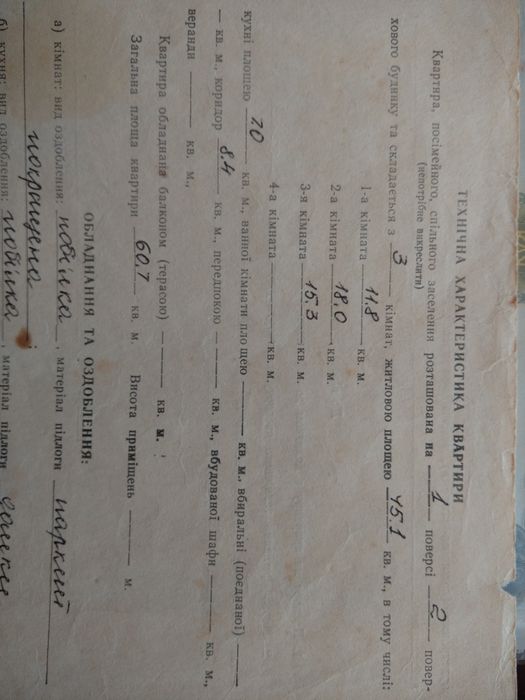 ТЕХНІЧНА ХАРАКТЕРИСТИКА КВАРТИРИ
Квартира, посімейного, спільного заселення розташована на 1 поверсі 2 повер-
(непотрібне викреслити)
хового будинку та складається з 3 кімнат, житловою площею 45.1 кв. м., в тому числі:
1-а кімната 11.8 кв. м.
2-а кімната 18.0 кв. м.
3-я кімната 15.3 кв. м.
4-а кімната кв. м.
кухні площею 7.0 кв. м., ванної кімнати площею кв. м., вбиральні (поєднаної)
кв. м., коридор 8.4 кв. м., передпокою кв. м., вбудованої шафи кв. м.,
веранди кв. м.,
Квартира обладнана балконом (терасою) кв. м.
Загальна площа квартири 60.7 кв. м. Висота приміщень м.
ОБЛАДНАННЯ ТА ОЗДОБЛЕННЯ:
а) кімнат: вид оздоблення: побілка, матеріал підлоги паркет
покращена
б) кухня: вид оздоблення: побілка, матеріал підлоги